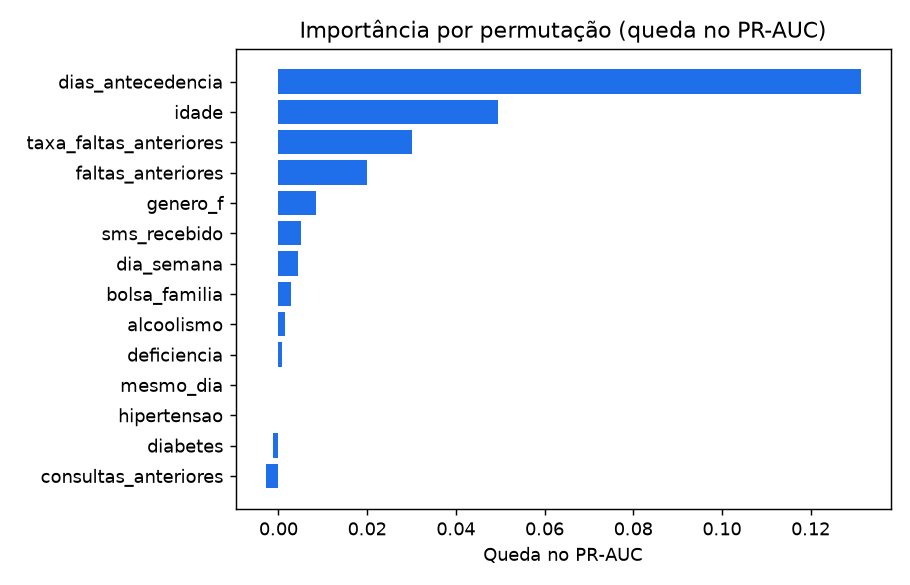 Importância por permutação (queda no PR-AUC)
dias_antecedencia
idade
taxa_faltas_anteriores
faltas_anteriores
genero_f
sms_recebido
dia_semana
bolsa_familia
alcoolismo
deficiencia
mesmo_dia
hipertensao
diabetes
consultas_anteriores
0.00 0.02 0.04 0.06 0.08 0.10 0.12
Queda no PR-AUC